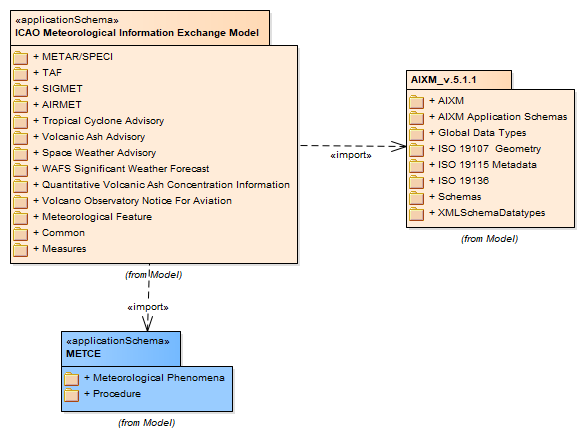 «applicationSchema»
ICAO Meteorological Information Exchange Model
+ METAR/SPECI
+ TAF
+ SIGMET
+ AIRMET
+ Tropical Cyclone Advisory
+ Volcanic Ash Advisory
+ Space Weather Advisory
+ WAFS Significant Weather Forecast
+ Quantitative Volcanic Ash Concentration Information
+ Volcano Observatory Notice For Aviation
+ Meteorological Feature
+ Common
+ Measures
(from Model)
«import»
AIXM_v.5.1.1
+ AIXM
+ AIXM Application Schemas
+ Global Data Types
+ ISO 19107  Geometry
+ ISO 19115 Metadata
+ ISO 19136
+ Schemas
+ XMLSchemaDatatypes
(from Model)
«import»
«applicationSchema»
METCE
+ Meteorological Phenomena
+ Procedure
(from Model)